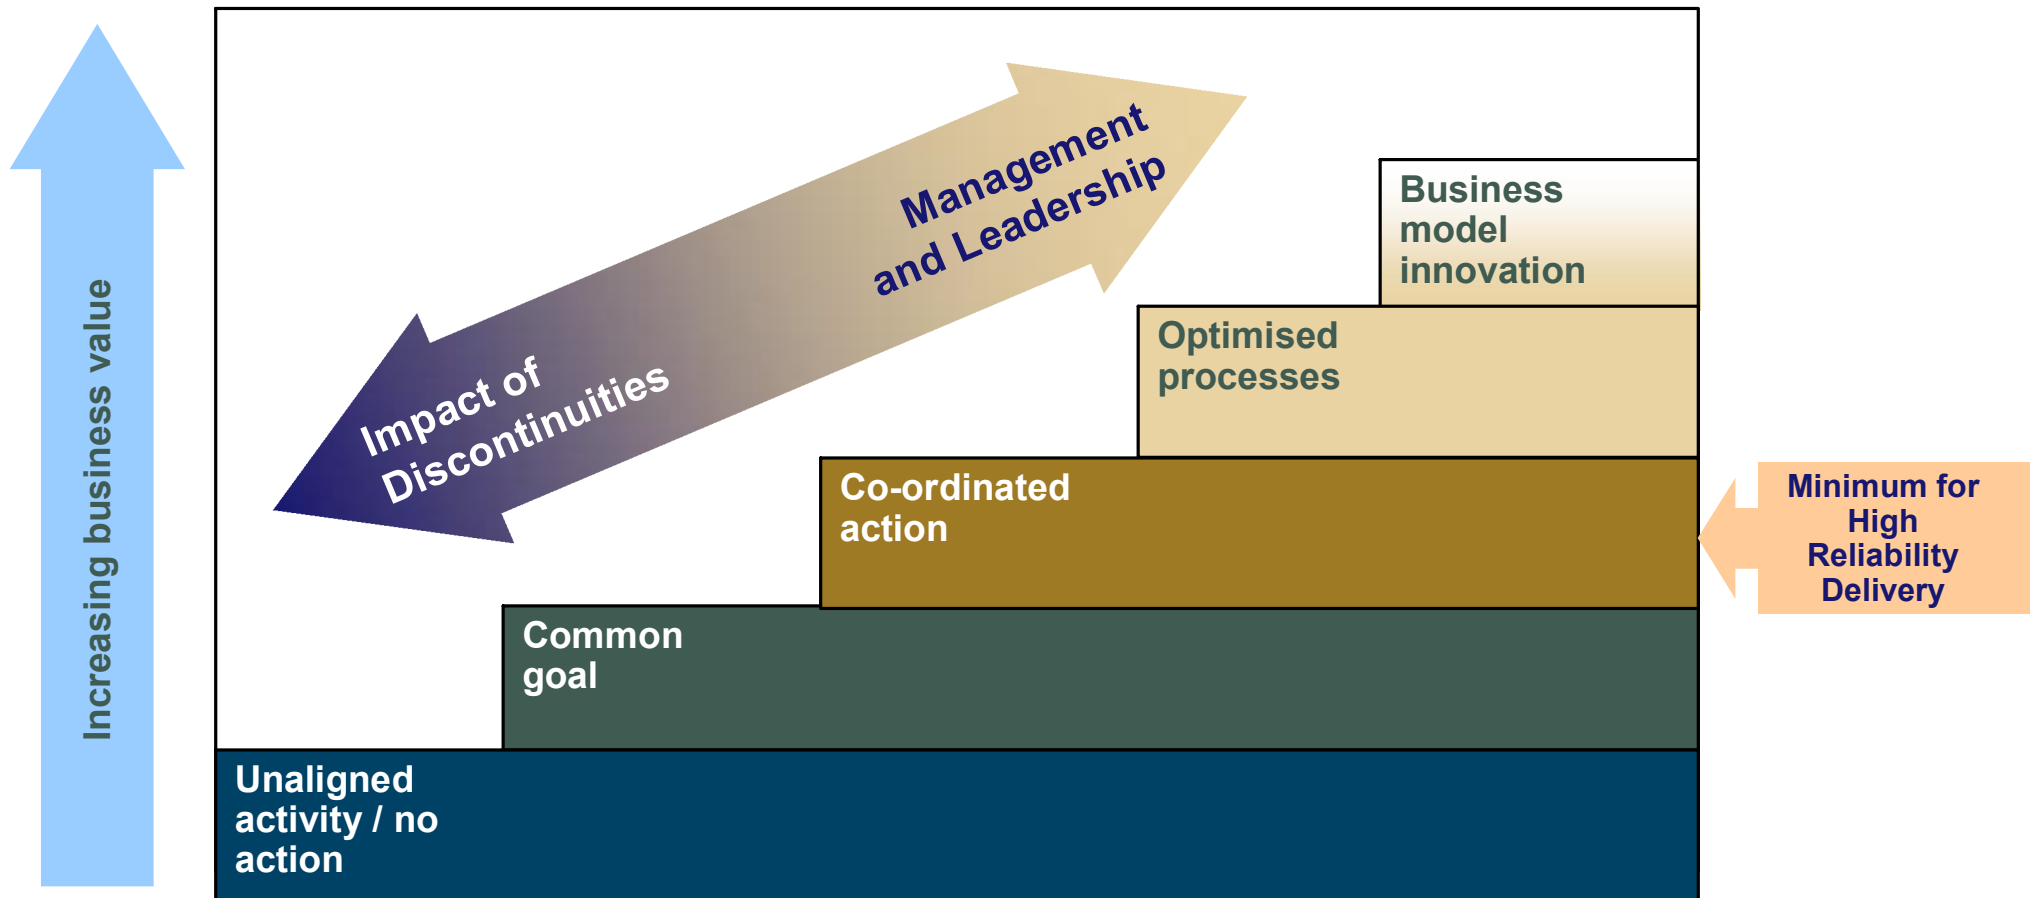 Increasing business value
Management
and Leadership
Impact of
Discontinuities
Business
model
innovation
Optimised
processes
Co-ordinated
action
Minimum for
High
Reliability
Delivery
Common
goal
Unaligned
activity / no
action